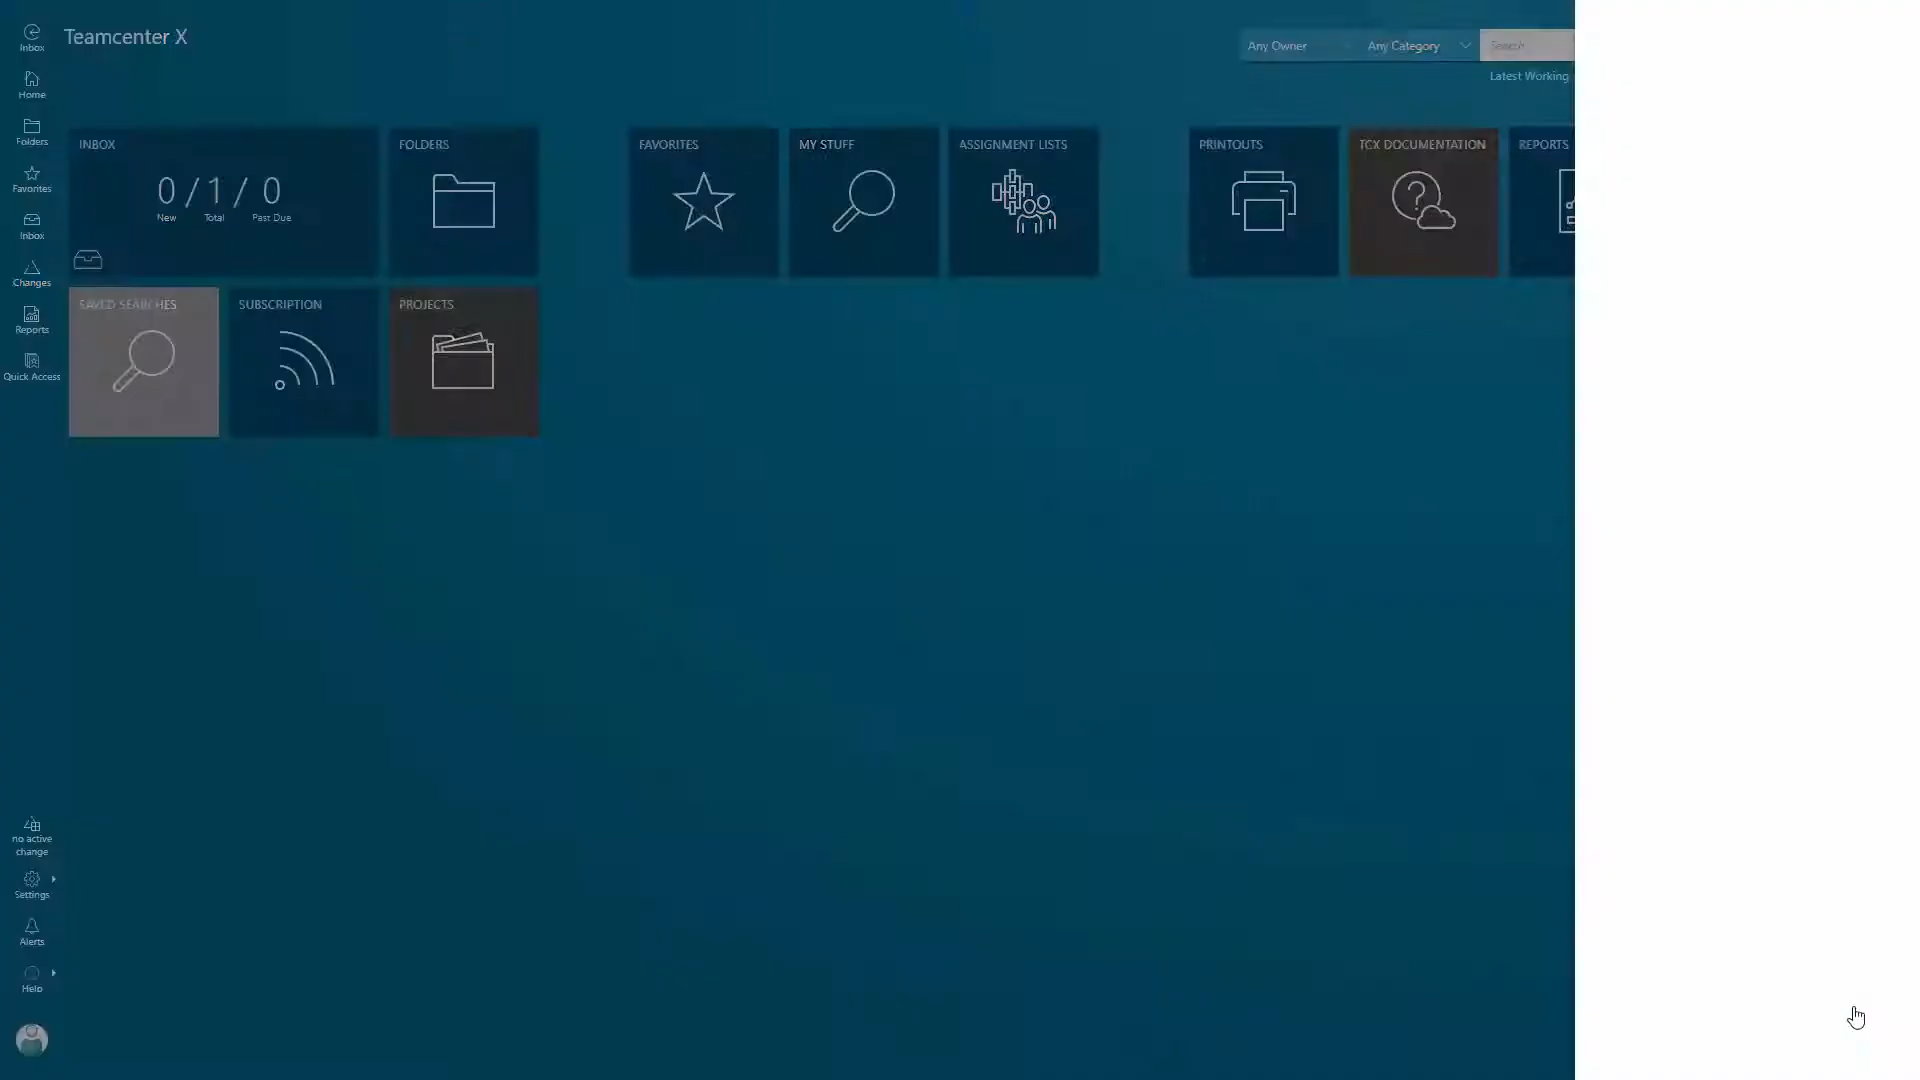 Teamcenter X
Any Owner
Any Category
Search
Latest Working
Inbox
Home
Folders
Favorites
Inbox
Changes
Reports
Quick Access
INBOX
0 / 1 / 0
New Total Past Due
FOLDERS
FAVORITES
MY STUFF
ASSIGNMENT LISTS
PRINTOUTS
TCX DOCUMENTATION
REPORTS
SAVED SEARCHES
SUBSCRIPTION
PROJECTS
no active
change
Settings
Alerts
Help